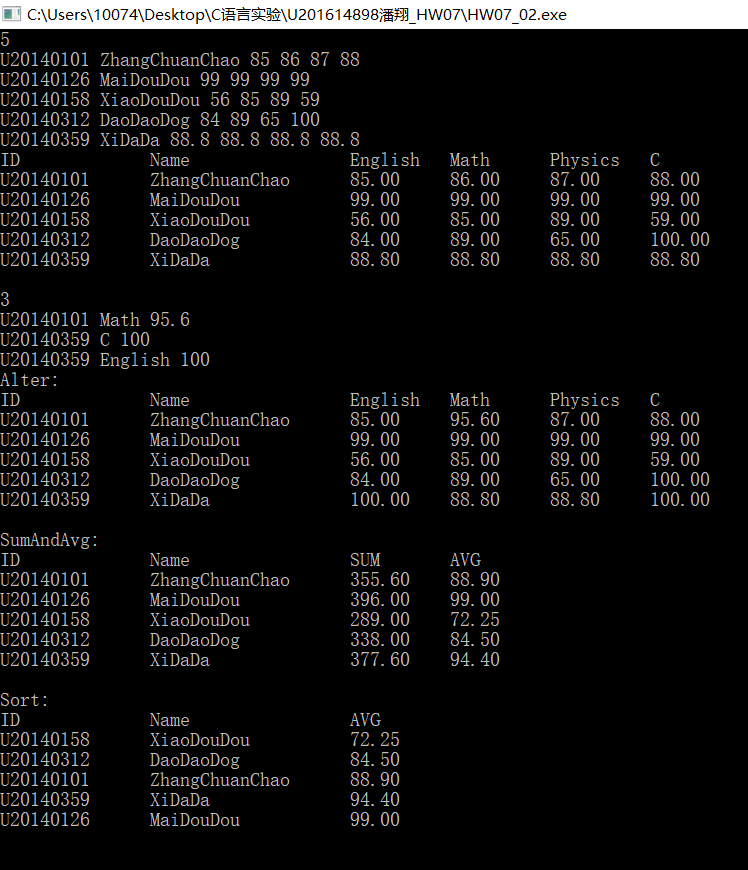 C:\Users\10074\Desktop\C语言实验\U201614898潘翔_HW07\HW07_02.exe
5
U20140101 ZhangChuanChao 85 86 87 88
U20140126 MaiDouDou 99 99 99 99
U20140158 XiaoDouDou 56 85 89 59
U20140312 DaoDaoDog 84 89 65 100
U20140359 XiDaDa 88.8 88.8 88.8 88.8
ID Name English Math Physics C
U20140101 ZhangChuanChao 85.00 86.00 87.00 88.00
U20140126 MaiDouDou 99.00 99.00 99.00 99.00
U20140158 XiaoDouDou 56.00 85.00 89.00 59.00
U20140312 DaoDaoDog 84.00 89.00 65.00 100.00
U20140359 XiDaDa 88.80 88.80 88.80 88.80
3
U20140101 Math 95.6
U20140359 C 100
U20140359 English 100
Alter:
ID Name English Math Physics C
U20140101 ZhangChuanChao 85.00 95.60 87.00 88.00
U20140126 MaiDouDou 99.00 99.00 99.00 99.00
U20140158 XiaoDouDou 56.00 85.00 89.00 59.00
U20140312 DaoDaoDog 84.00 89.00 65.00 100.00
U20140359 XiDaDa 100.00 88.80 88.80 100.00
SumAndAvg:
ID Name SUM AVG
U20140101 ZhangChuanChao 355.60 88.90
U20140126 MaiDouDou 396.00 99.00
U20140158 XiaoDouDou 289.00 72.25
U20140312 DaoDaoDog 338.00 84.50
U20140359 XiDaDa 377.60 94.40
Sort:
ID Name AVG
U20140158 XiaoDouDou 72.25
U20140312 DaoDaoDog 84.50
U20140101 ZhangChuanChao 88.90
U20140359 XiDaDa 94.40
U20140126 MaiDouDou 99.00